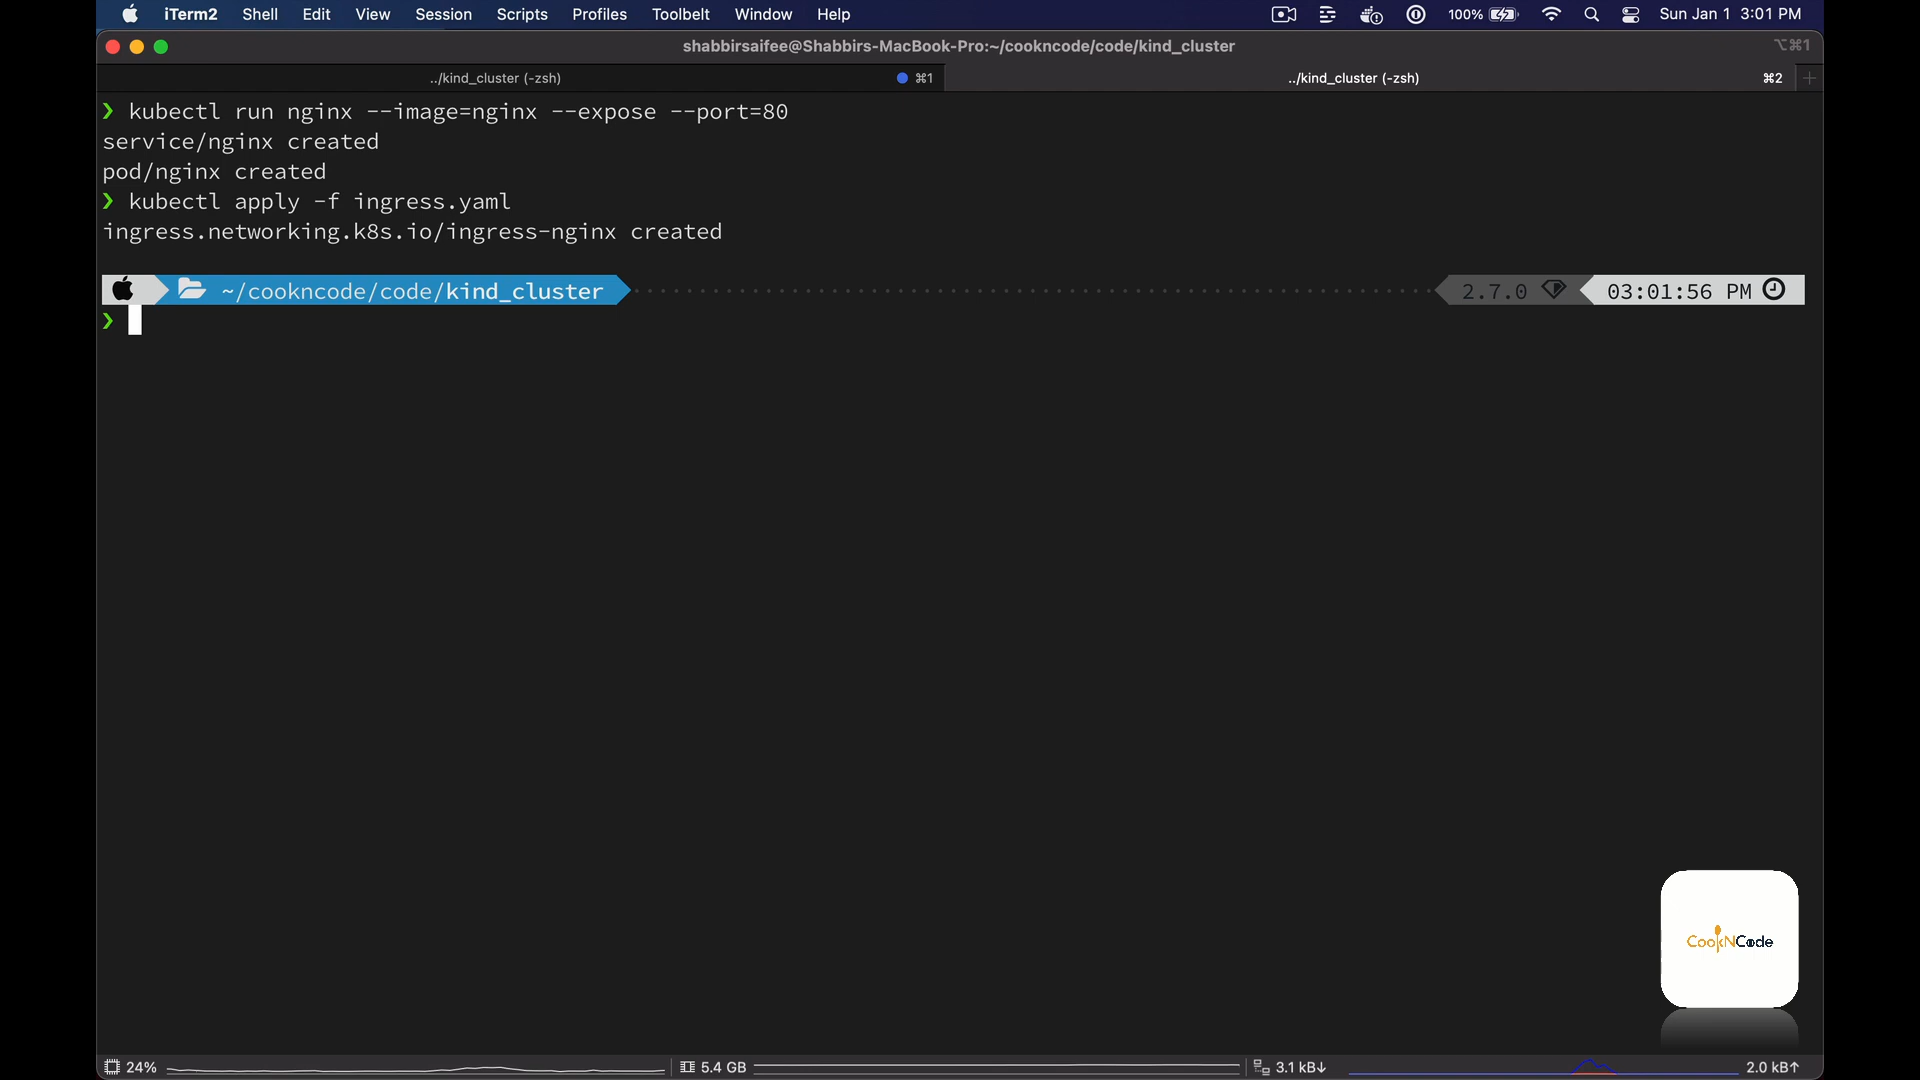 iTerm2 Shell Edit View Session Scripts Profiles Toolbelt Window Help 100% Sun Jan 1 3:01 PM
shabbirsaifee@Shabbirs-MacBook-Pro:~/cookncode/code/kind_cluster ⌥⌘1
../kind_cluster (-zsh) ⌘1 ../kind_cluster (-zsh) ⌘2
❯ kubectl run nginx --image=nginx --expose --port=80
service/nginx created
pod/nginx created
❯ kubectl apply -f ingress.yaml
ingress.networking.k8s.io/ingress-nginx created
~/cookncode/code/kind_cluster 2.7.0 03:01:56 PM
❯
CookNCode
24% 5.4 GB 3.1 kB↓ 2.0 kB↑